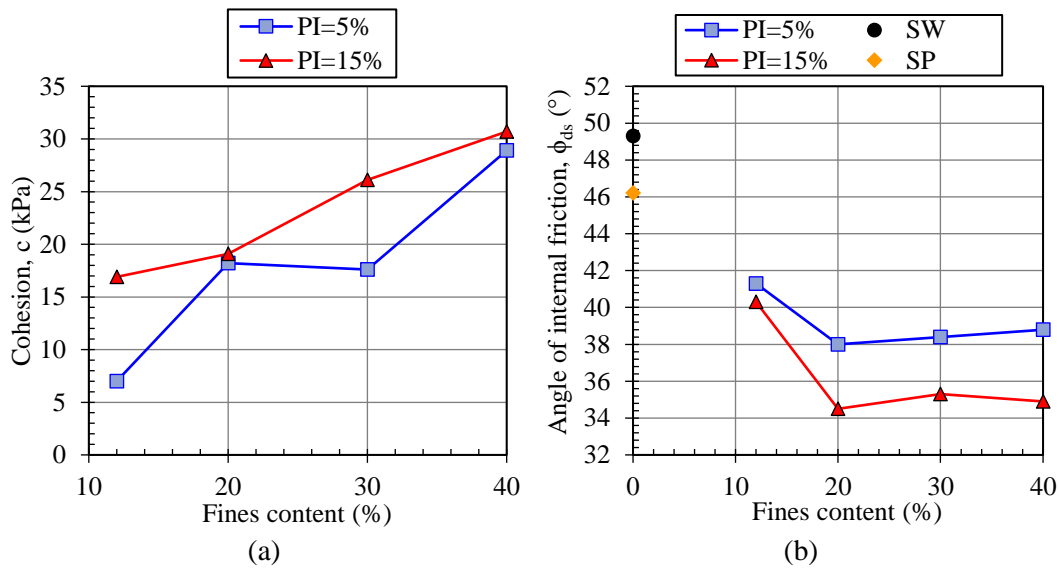 PI=5%
PI=15%
Cohesion, c (kPa)
35
30
25
20
15
10
5
0
10 20 30 40
Fines content (%)
(a)
PI=5% SW
PI=15% SP
Angle of internal friction, ϕds (°)
52
50
48
46
44
42
40
38
36
34
32
0 10 20 30 40
Fines content (%)
(b)